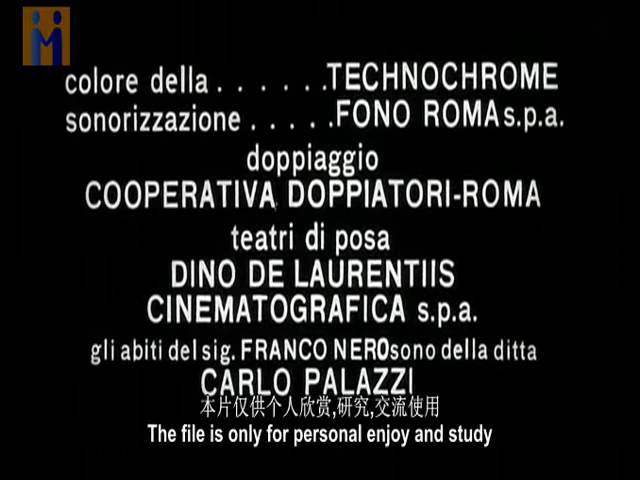 colore della . . . . . . .TECHNOCHROME
sonorizzazione . . . . .FONO ROMA s.p.a.
doppiaggio
COOPERATIVA DOPPIATORI-ROMA
teatri di posa
DINO DE LAURENTIIS
CINEMATOGRAFICA s.p.a.
gli abiti del sig. FRANCO NERO sono della ditta
CARLO PALAZZI
本片仅供个人欣赏,研究,交流使用
The file is only for personal enjoy and study